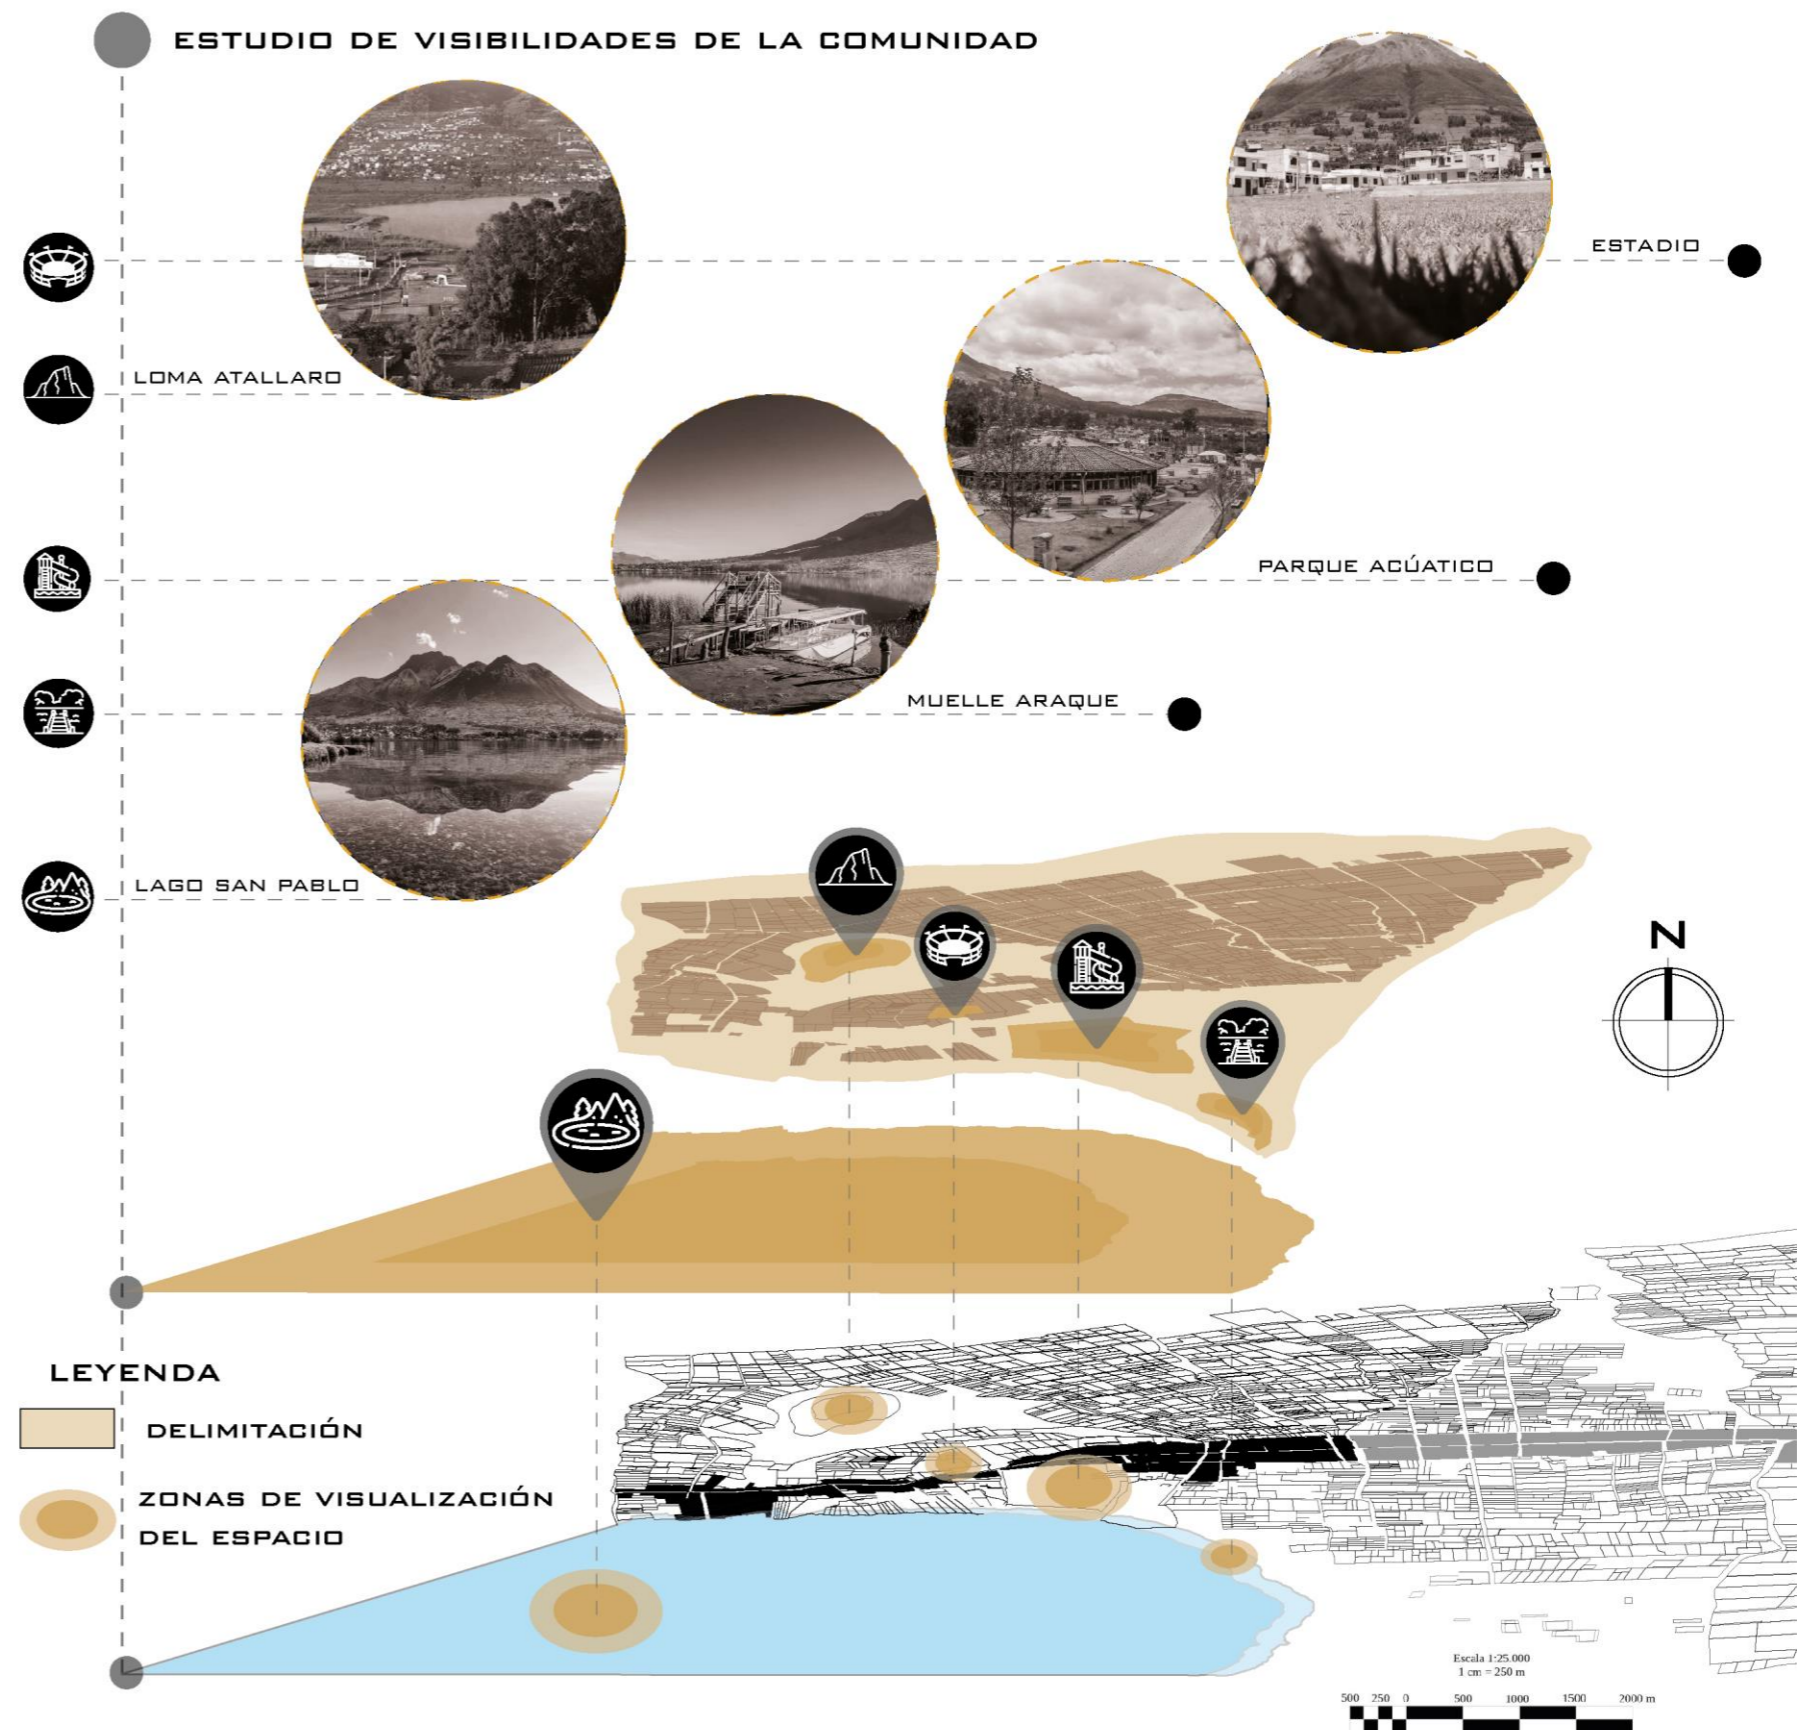 ESTUDIO DE VISIBILIDADES DE LA COMUNIDAD
ESTADIO
LOMA ATALLARO
PARQUE ACÚATICO
MUELLE ARAQUE
LAGO SAN PABLO
N
LEYENDA
DELIMITACIÓN
ZONAS DE VISUALIZACIÓN
DEL ESPACIO
Escala 1:25.000
1 cm = 250 m
500 250 0 500 1000 1500 2000 m